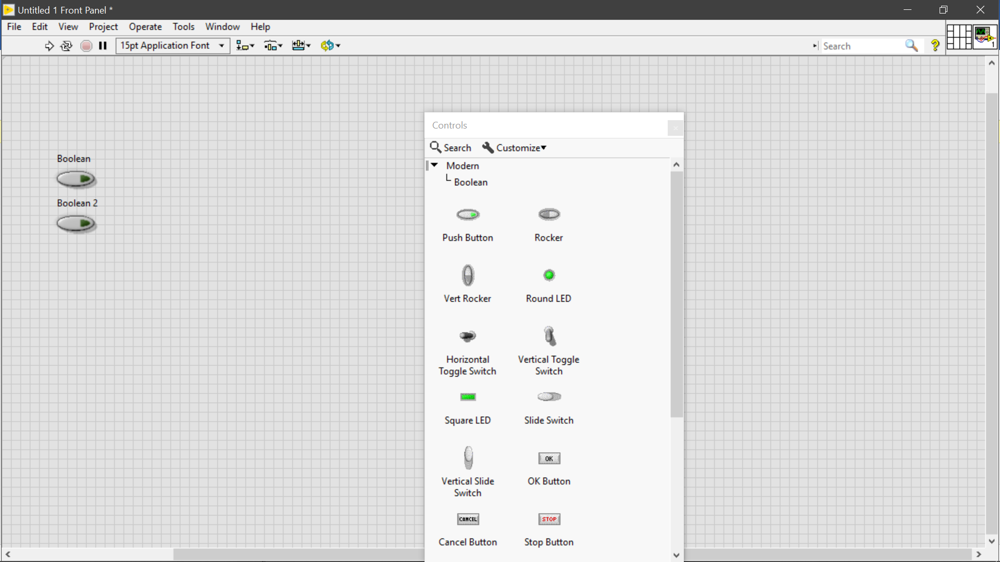 Untitled 1 Front Panel *
File Edit View Project Operate Tools Window Help
15pt Application Font
Search
?
1
Controls
Search Customize
Modern
Boolean
Boolean
Boolean 2
Push Button Rocker
Vert Rocker Round LED
Horizontal Toggle Switch
Vertical Toggle Switch
Square LED Slide Switch
OK
Vertical Slide Switch
OK Button
CANCEL STOP
Cancel Button Stop Button